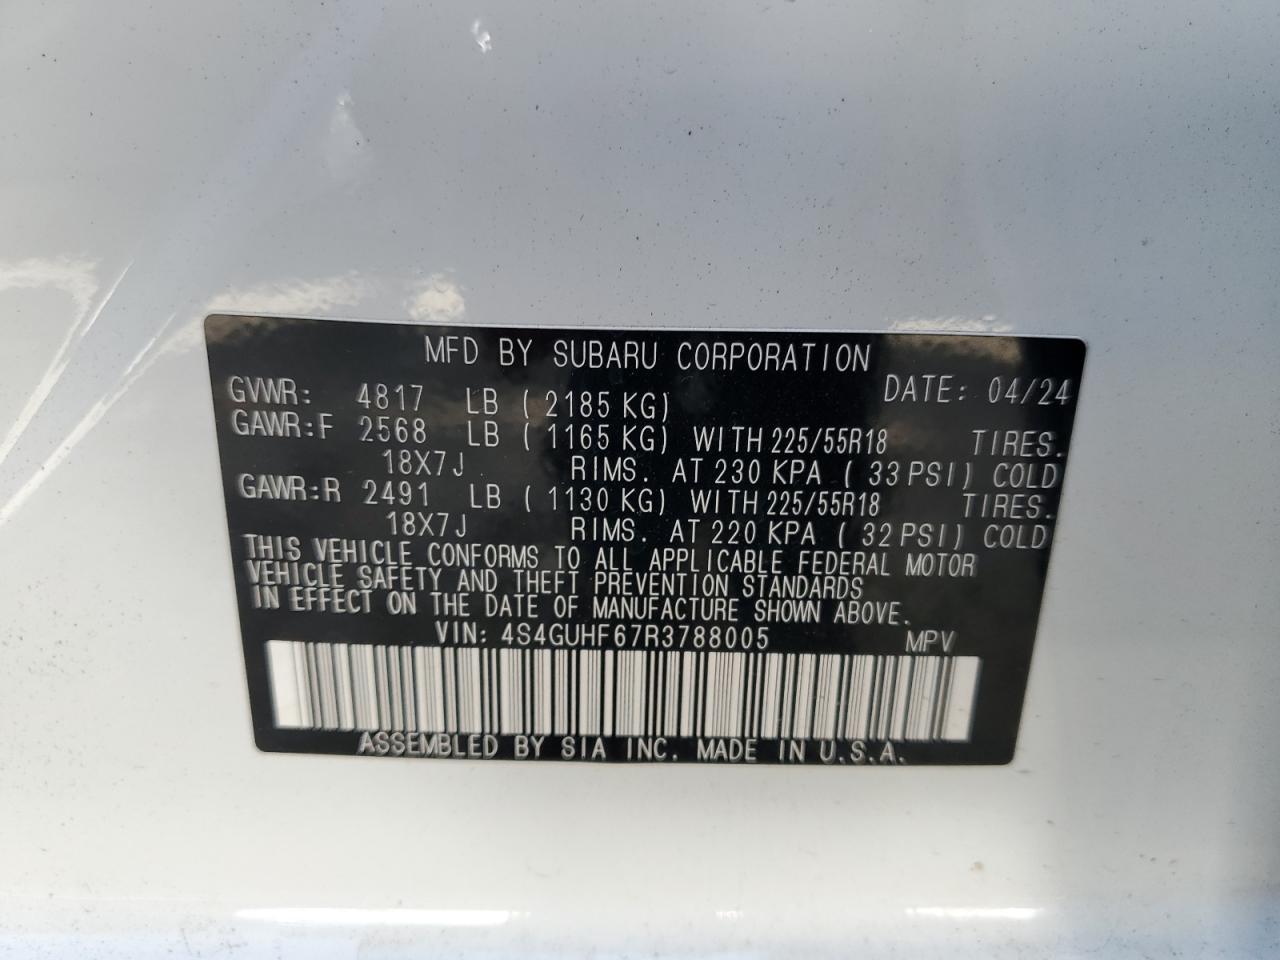 MFD BY SUBARU CORPORATION
GVWR: 4817 LB ( 2185 KG) DATE: 04/24
GAWR:F 2568 LB ( 1165 KG) WITH 225/55R18 TIRES.
18X7J RIMS. AT 230 KPA ( 33 PSI) COLD
GAWR:R 2491 LB ( 1130 KG) WITH 225/55R18 TIRES.
18X7J RIMS. AT 220 KPA ( 32 PSI) COLD
THIS VEHICLE CONFORMS TO ALL APPLICABLE FEDERAL MOTOR
VEHICLE SAFETY AND THEFT PREVENTION STANDARDS
IN EFFECT ON THE DATE OF MANUFACTURE SHOWN ABOVE.
VIN: 4S4GUHF67R3788005 MPV
ASSEMBLED BY SIA INC. MADE IN U.S.A.